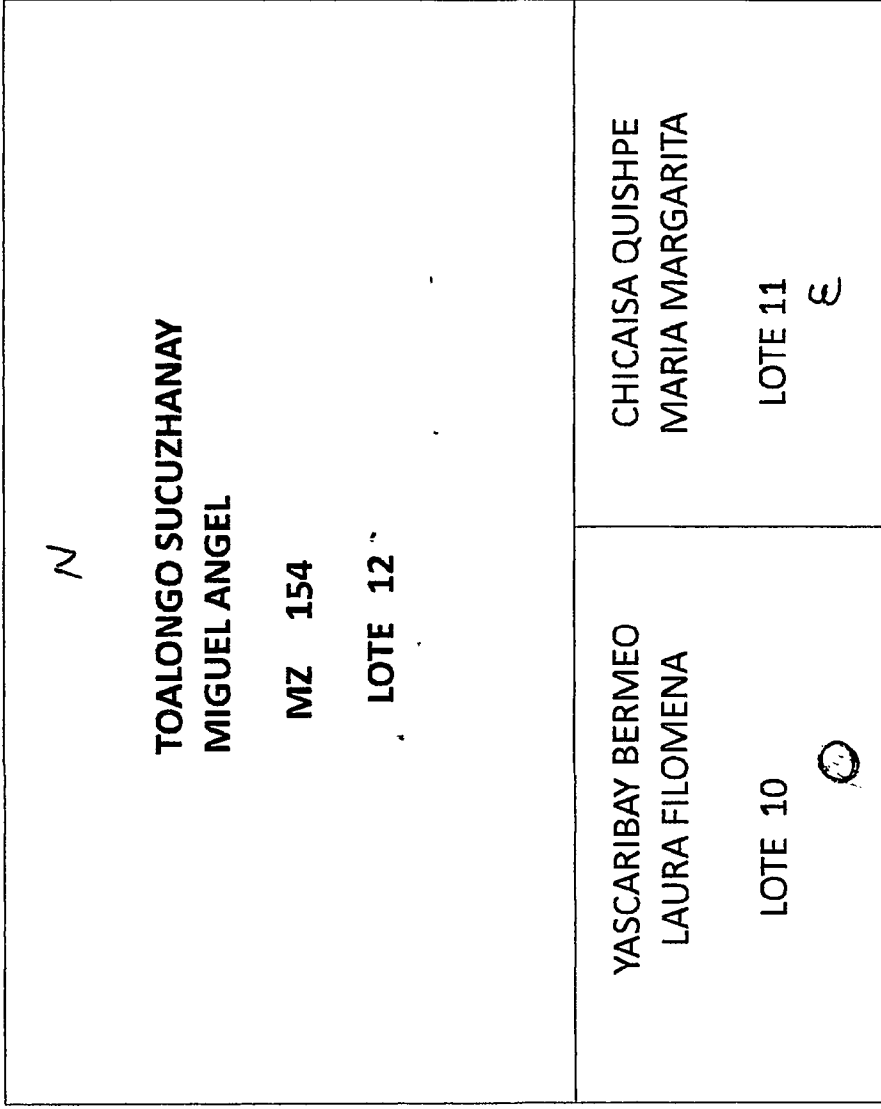 N
TOALONGO SUCUZHANAY
MIGUEL ANGEL
MZ 154
LOTE 12
YASCARIBAY BERMEO
LAURA FILOMENA
LOTE 10
O
CHICAISA QUISHPE
MARIA MARGARITA
LOTE 11
E